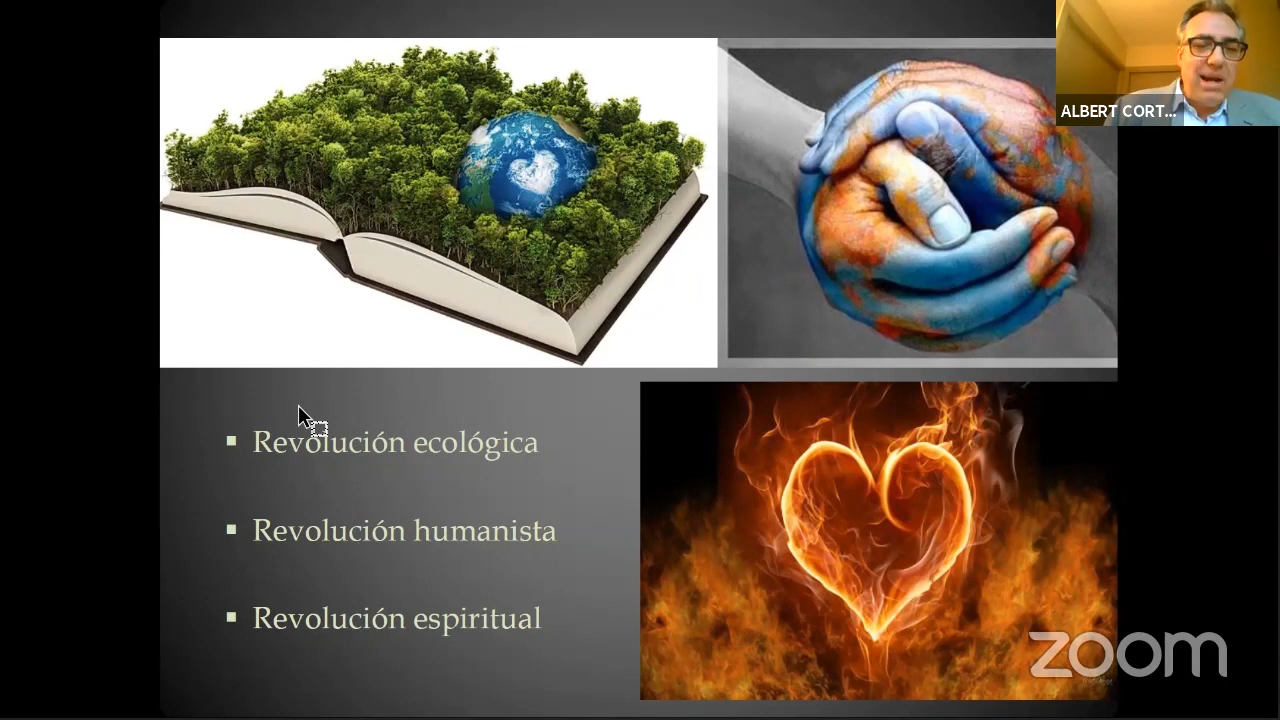 ALBERT CORT...
▪ Revolución ecológica
▪ Revolución humanista
▪ Revolución espiritual
zoom